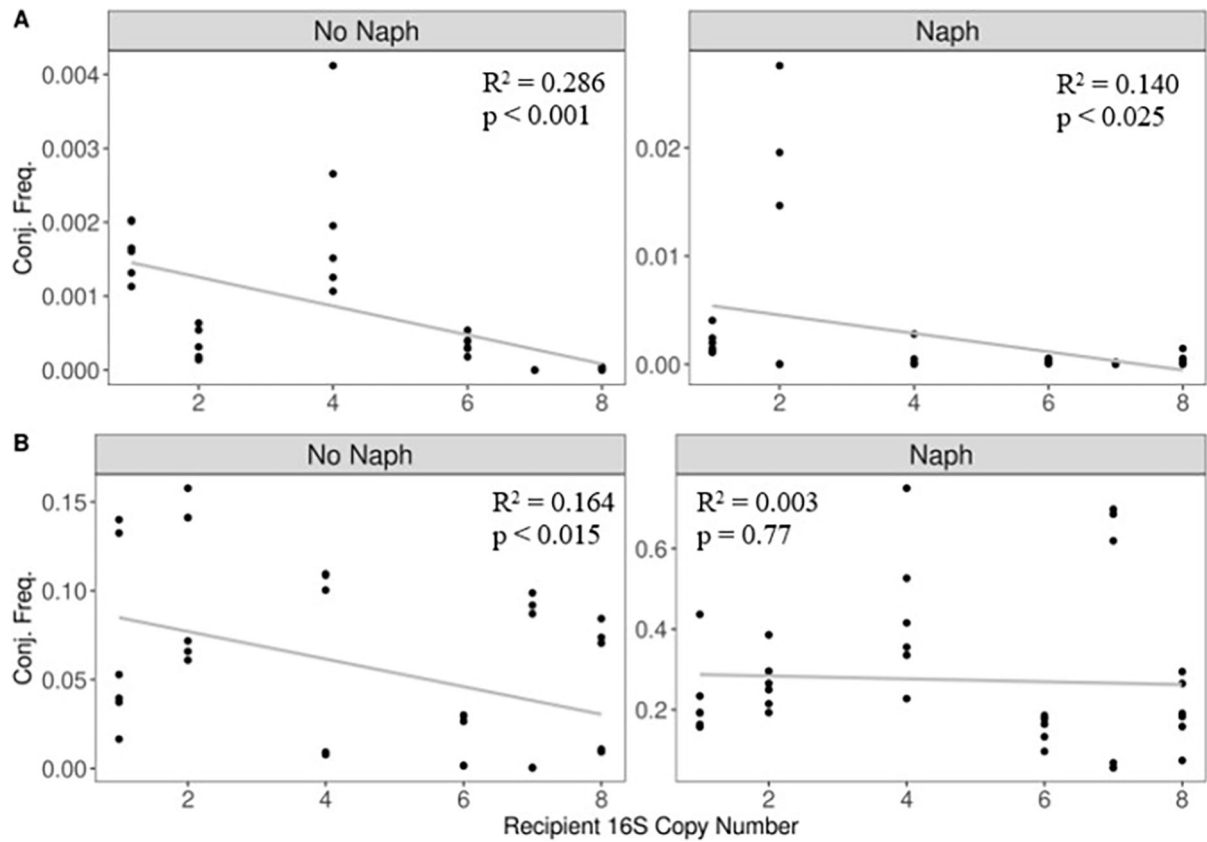 A
No Naph
Naph
R² = 0.286
p < 0.001
R² = 0.140
p < 0.025
Conj. Freq.
0.004
0.003
0.002
0.001
0.000
0.02
0.01
0.00
2 4 6 8
2 4 6 8
B
No Naph
Naph
R² = 0.164
p < 0.015
R² = 0.003
p = 0.77
Conj. Freq.
0.15
0.10
0.05
0.00
0.6
0.4
0.2
2 4 6 8
2 4 6 8
Recipient 16S Copy Number